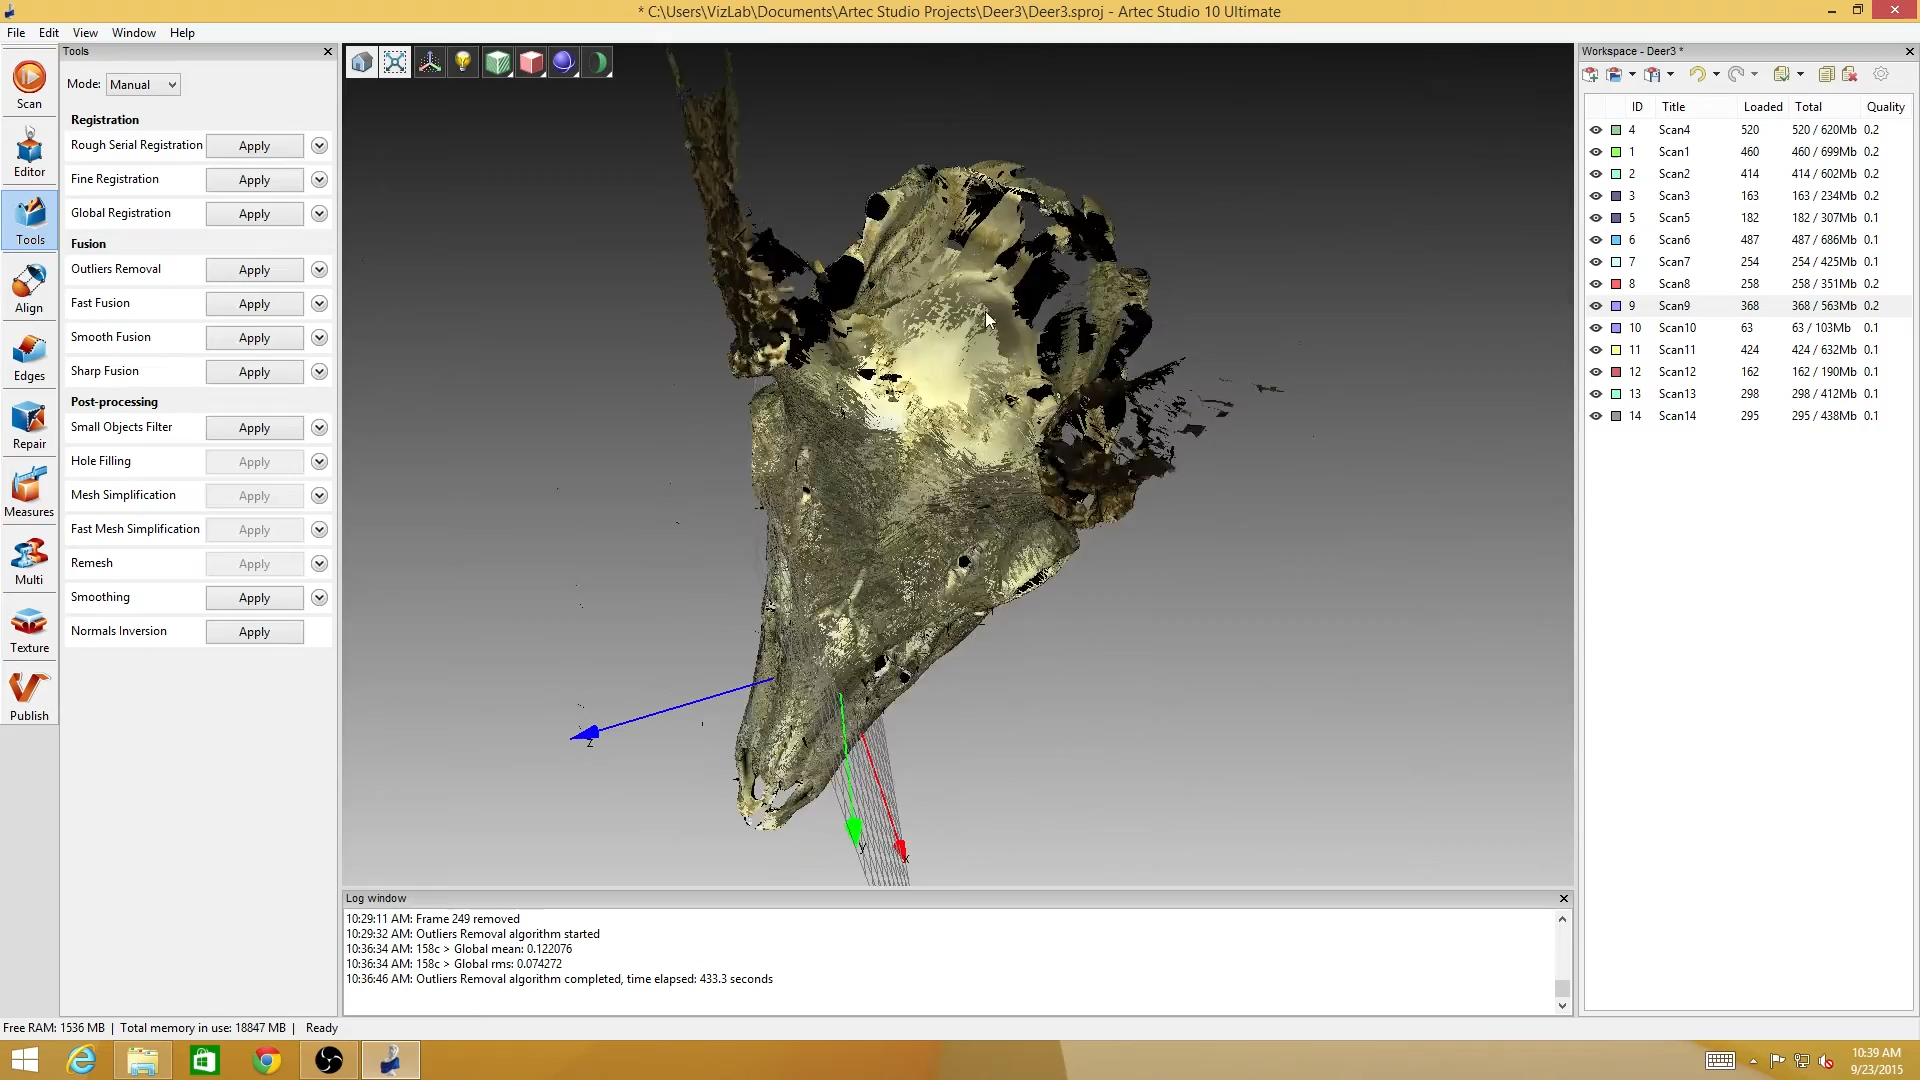 * C:\Users\VizLab\Documents\Artec Studio Projects\Deer3\Deer3.sproj - Artec Studio 10 Ultimate
File Edit View Window Help
Tools
Mode: Manual
Registration
Rough Serial Registration Apply
Fine Registration Apply
Global Registration Apply
Fusion
Outliers Removal Apply
Fast Fusion Apply
Smooth Fusion Apply
Sharp Fusion Apply
Post-processing
Small Objects Filter Apply
Hole Filling Apply
Mesh Simplification Apply
Fast Mesh Simplification Apply
Remesh Apply
Smoothing Apply
Normals Inversion Apply
Scan
Editor
Tools
Align
Edges
Repair
Measures
Multi
Texture
Publish
z
y
x
Log window
10:29:11 AM: Frame 249 removed
10:29:32 AM: Outliers Removal algorithm started
10:36:34 AM: 158c > Global mean: 0.122076
10:36:34 AM: 158c > Global rms: 0.074272
10:36:46 AM: Outliers Removal algorithm completed, time elapsed: 433.3 seconds
Workspace - Deer3 *
ID Title Loaded Total Quality
4 Scan4 520 520 / 620Mb 0.2
1 Scan1 460 460 / 699Mb 0.2
2 Scan2 414 414 / 602Mb 0.2
3 Scan3 163 163 / 234Mb 0.2
5 Scan5 182 182 / 307Mb 0.1
6 Scan6 487 487 / 686Mb 0.1
7 Scan7 254 254 / 425Mb 0.1
8 Scan8 258 258 / 351Mb 0.2
9 Scan9 368 368 / 563Mb 0.2
10 Scan10 63 63 / 103Mb 0.1
11 Scan11 424 424 / 632Mb 0.1
12 Scan12 162 162 / 190Mb 0.1
13 Scan13 298 298 / 412Mb 0.1
14 Scan14 295 295 / 438Mb 0.1
Free RAM: 1536 MB | Total memory in use: 18847 MB | Ready
10:39 AM
9/23/2015